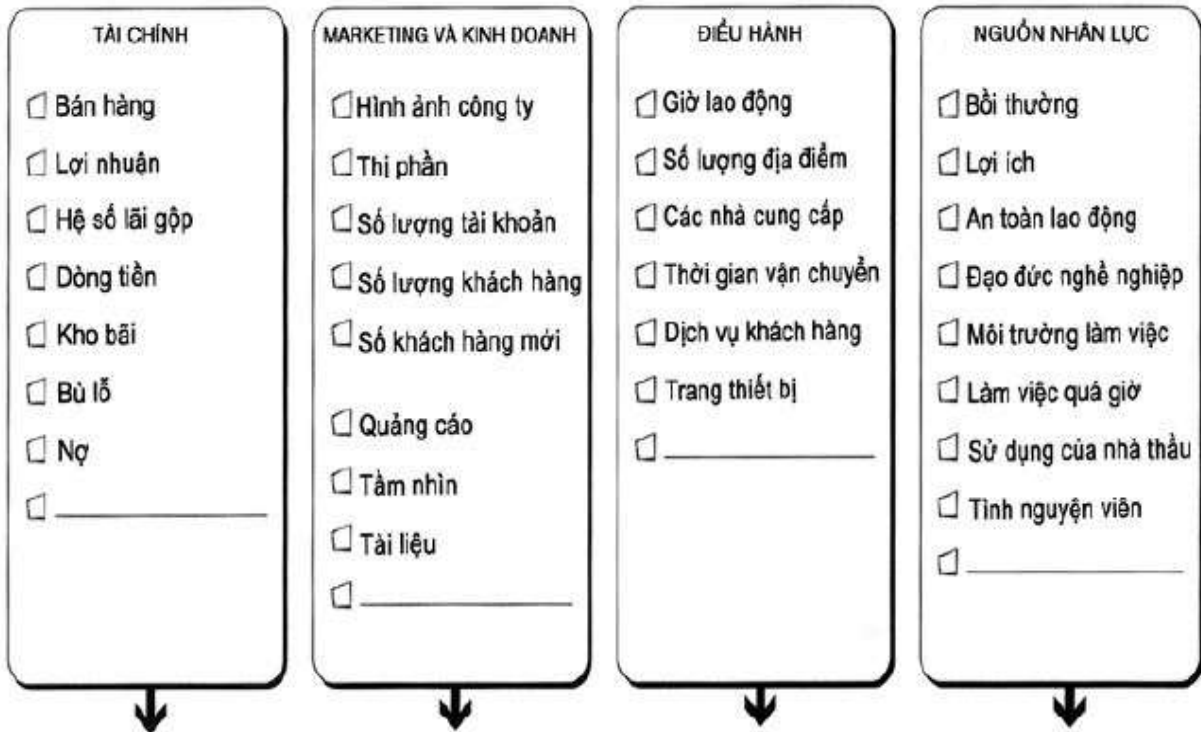 TÀI CHÍNH
Bán hàng
Lợi nhuận
Hệ số lãi gộp
Dòng tiền
Kho bãi
Bù lỗ
Nợ
MARKETING VÀ KINH DOANH
Hình ảnh công ty
Thị phần
Số lượng tài khoản
Số lượng khách hàng
Số khách hàng mới
Quảng cáo
Tầm nhìn
Tài liệu
ĐIỀU HÀNH
Giờ lao động
Số lượng địa điểm
Các nhà cung cấp
Thời gian vận chuyển
Dịch vụ khách hàng
Trang thiết bị
NGUỒN NHÂN LỰC
Bồi thường
Lợi ích
An toàn lao động
Đạo đức nghề nghiệp
Môi trường làm việc
Làm việc quá giờ
Sử dụng của nhà thầu
Tình nguyện viên